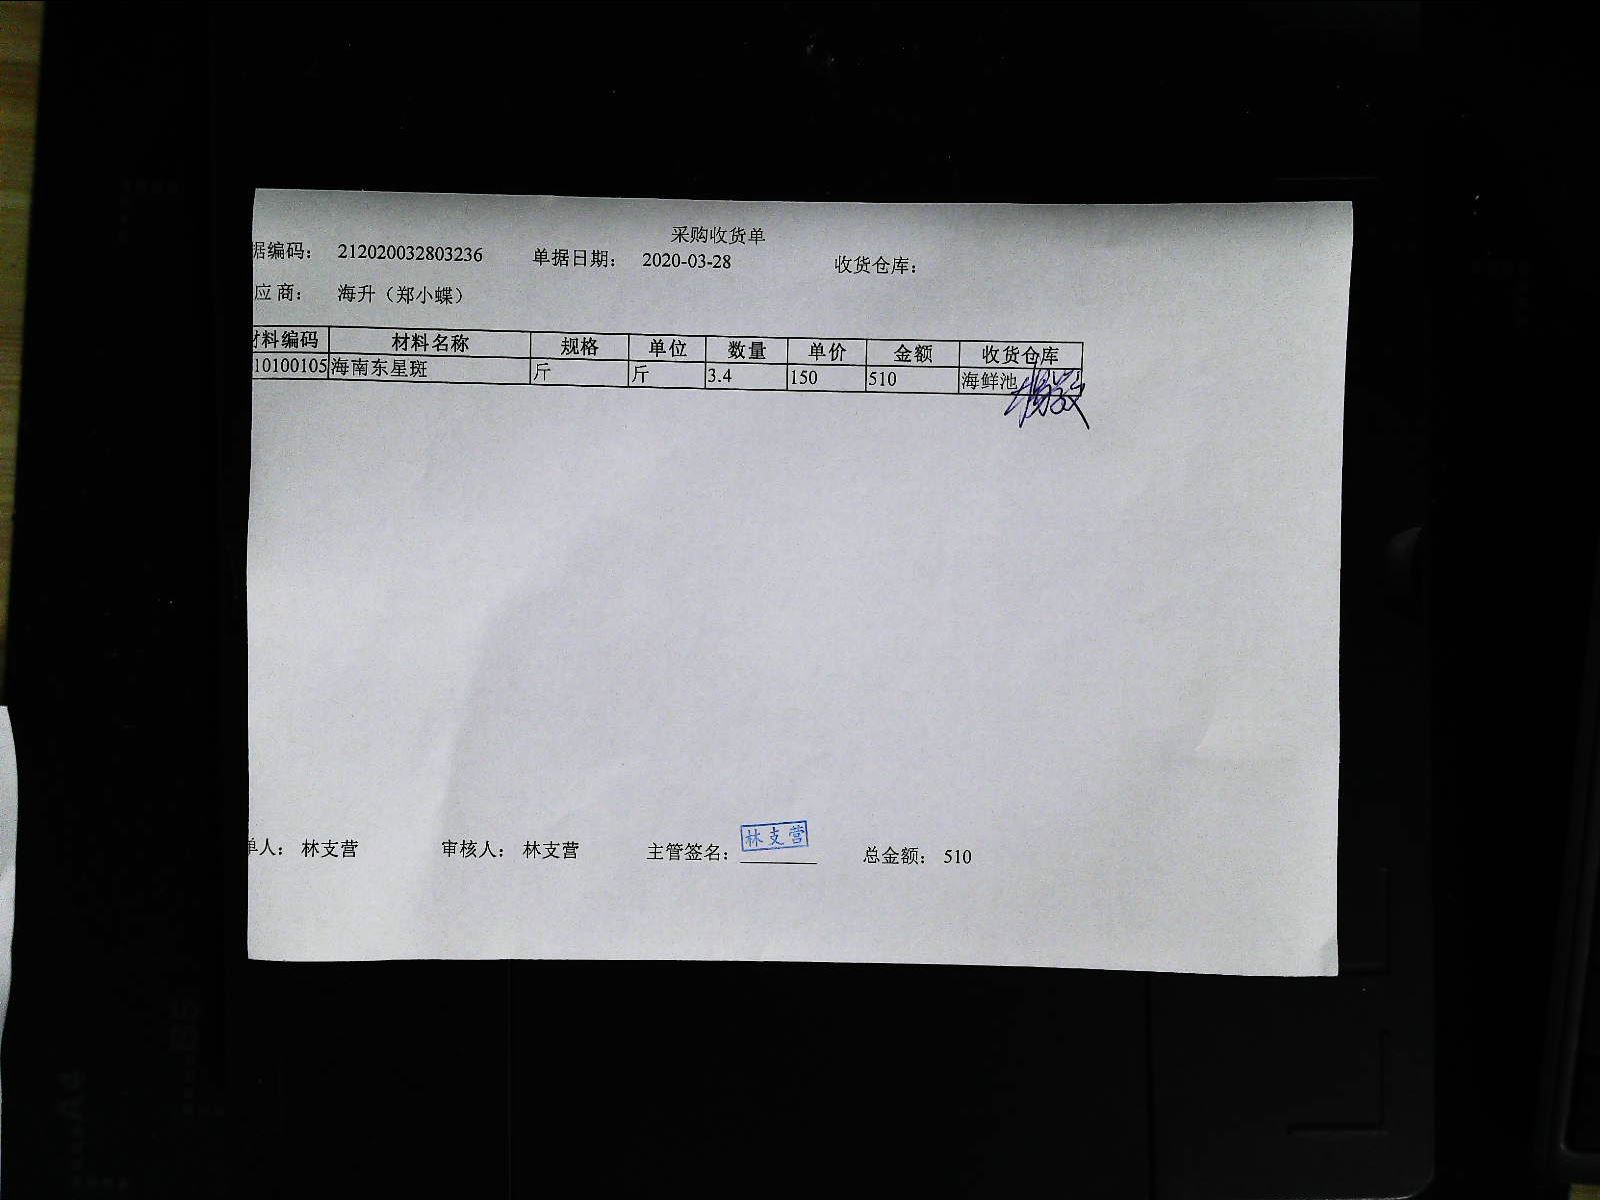 采购收货单
据编码： 212020032803236 单据日期： 2020-03-28 收货仓库：
应商： 海升（郑小蝶）
材料编码 材料名称 规格 单位 数量 单价 金额 收货仓库
10100105 海南东星斑 斤 斤 3.4 150 510 海鲜池
单人： 林支营 审核人： 林支营 主管签名： 林支营 总金额： 510